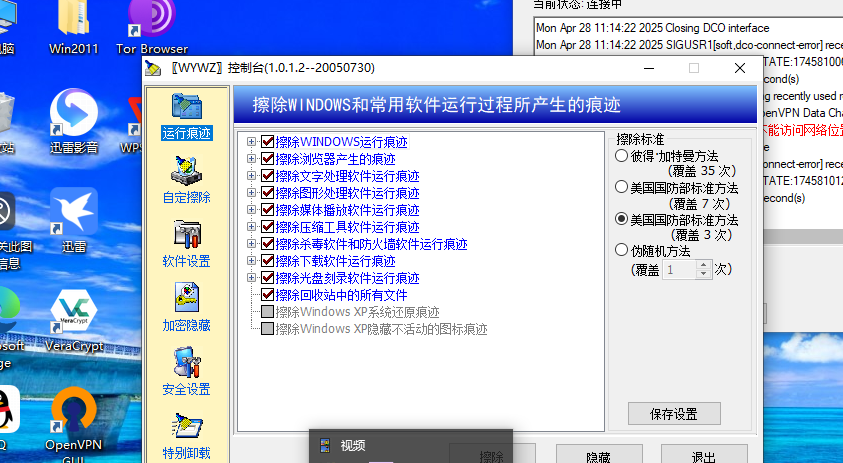 当前状态: 连接中
Mon Apr 28 11:14:22 2025 Closing DCO interface
Mon Apr 28 11:14:22 2025 SIGUSR1[soft,dco-connect-error] rece
TATE:174581000
cond(s)
g recently used r
penVPN Data Cha
不能访问网络位置
e
nnect-error] rece
TATE:174581012
cond(s)
电脑
Win2011
Tor Browser
迅雷影音
WPS
关此图
信息
迅雷
VeraCrypt
VeraCrypt
OpenVPN
GUI
〖WYWZ〗控制台(1.0.1.2--20050730)
运行痕迹
自定擦除
软件设置
加密隐藏
安全设置
特别卸载
擦除WINDOWS和常用软件运行过程所产生的痕迹
擦除WINDOWS运行痕迹
擦除浏览器产生的痕迹
擦除文字处理软件运行痕迹
擦除图形处理软件运行痕迹
擦除媒体播放软件运行痕迹
擦除压缩工具软件运行痕迹
擦除杀毒软件和防火墙软件运行痕迹
擦除下载软件运行痕迹
擦除光盘刻录软件运行痕迹
擦除回收站中的所有文件
擦除Windows XP系统还原痕迹
擦除Windows XP隐藏不活动的图标痕迹
擦除标准
彼得·加特曼方法
(覆盖 35 次)
美国国防部标准方法
(覆盖 7 次)
美国国防部标准方法
(覆盖 3 次)
伪随机方法
(覆盖 1 次)
保存设置
视频
擦除
隐藏
退出